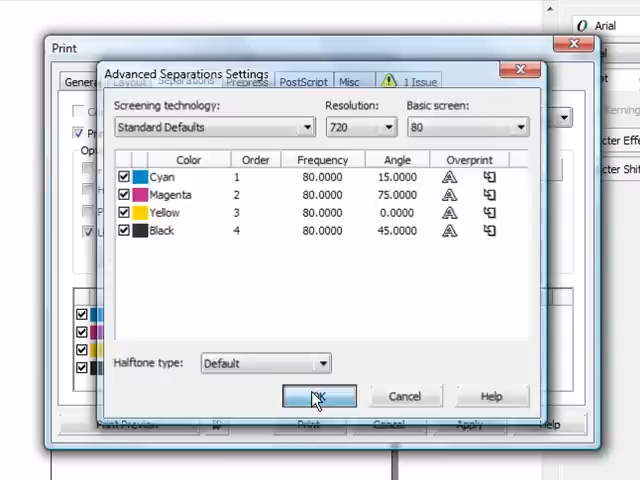 Arial
Print
Advanced Separations Settings
General Layout Separations Prepress PostScript Misc 1 Issue
Screening technology: Resolution: Basic screen:
Standard Defaults 720 80
Kerning
Color Order Frequency Angle Overprint
Cyan 1 80.0000 15.0000
Magenta 2 80.0000 75.0000
Yellow 3 80.0000 0.0000
Black 4 80.0000 45.0000
Halftone type: Default
Cancel Help
Print Preview Print Cancel Apply Help